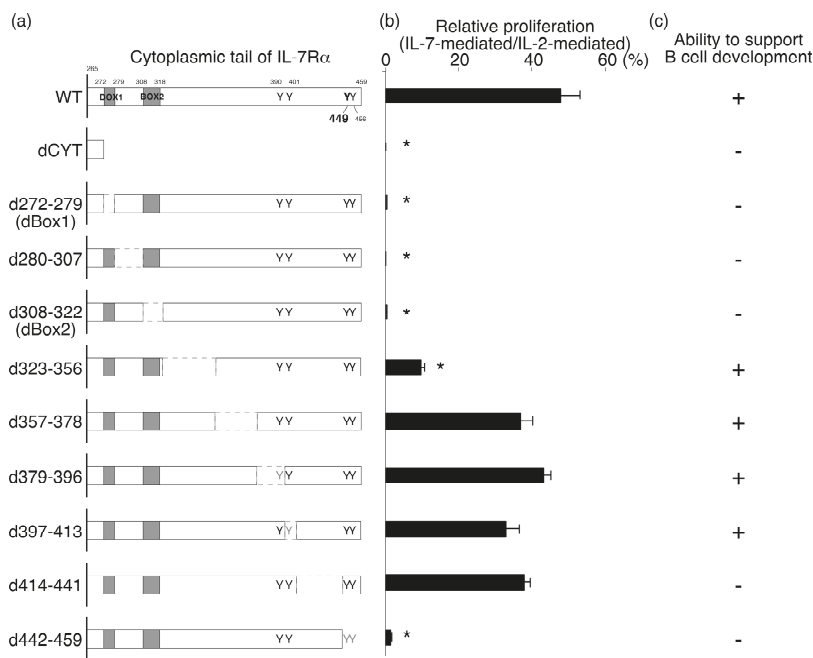 (a)
Cytoplasmic tail of IL-7Rα
(b)
Relative proliferation
(IL-7-mediated/IL-2-mediated)
0 20 40 60 (%)
(c)
Ability to support
B cell development
265
272 279 308 318 390 401 459
WT BOX1 BOX2 Y Y YY +
449 456
dCYT * -
d272-279 Y Y YY * -
(dBox1)
d280-307 Y Y YY * -
d308-322 Y Y YY * -
(dBox2)
d323-356 Y Y YY * +
d357-378 Y Y YY +
d379-396 Y Y YY +
d397-413 Y Y YY +
d414-441 Y Y YY -
d442-459 Y Y YY * -